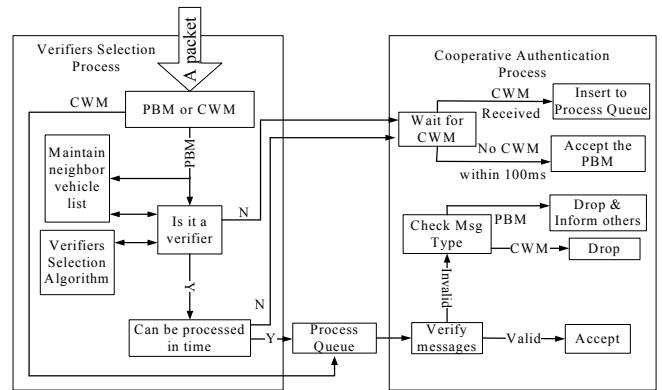 Verifiers Selection
Process
A packet
CWM
PBM or CWM
PBM
Maintain
neighbor
vehicle
list
Is it a
verifier
N
Verifiers
Selection
Algorithm
Y
N
Can be processed
in time
Y
Process
Queue
Cooperative Authentication
Process
Wait for
CWM
CWM
Received
Insert to
Process Queue
No CWM
within 100ms
Accept the
PBM
Check Msg
Type
PBM
Drop &
Inform others
CWM
Drop
Invalid
Verify
messages
Valid
Accept